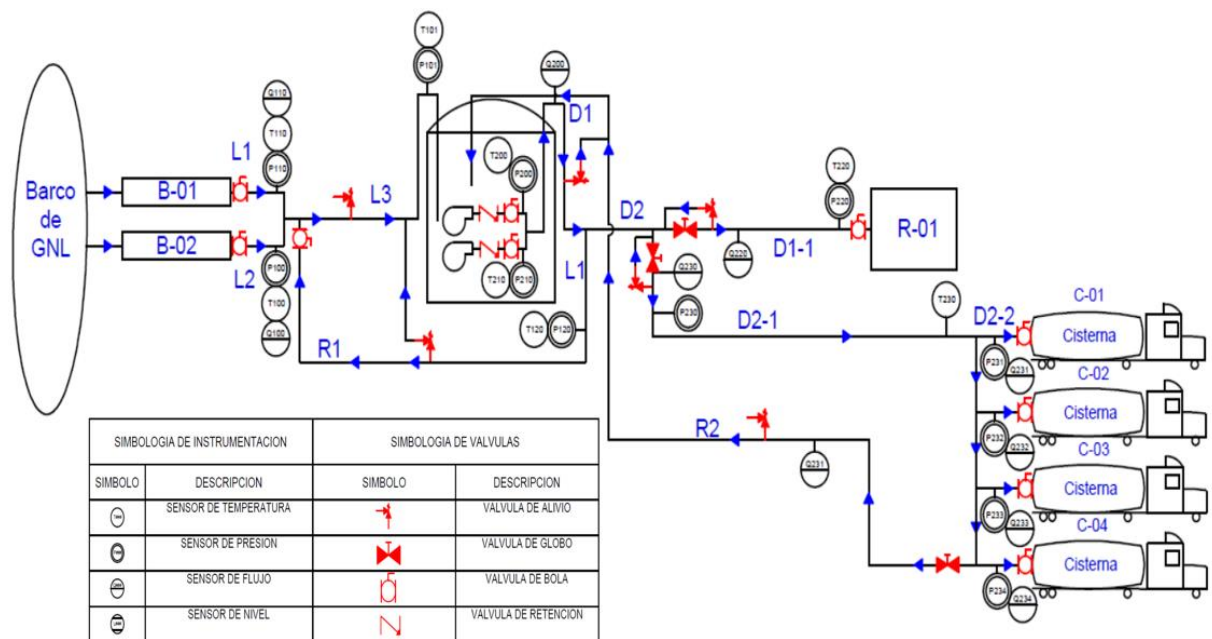 Barco
de
GNL
B-01
B-02
L1
L2
Q110
T110
P110
P100
T100
Q100
L3
R1
T101
P101
T200
P200
T210
P210
Q200
D1
D2
L1
T120
P120
Q230
P230
Q220
D1-1
T220
P220
R-01
D2-1
T230
D2-2
C-01
Cisterna
P231
Q231
C-02
Cisterna
P232
Q232
C-03
Cisterna
P233
Q233
C-04
Cisterna
P234
Q234
R2
Q231
SIMBOLOGIA DE INSTRUMENTACION
SIMBOLOGIA DE VALVULAS
SIMBOLO
DESCRIPCION
SIMBOLO
DESCRIPCION
SENSOR DE TEMPERATURA
VALVULA DE ALIVIO
SENSOR DE PRESION
VALVULA DE GLOBO
SENSOR DE FLUJO
VALVULA DE BOLA
SENSOR DE NIVEL
VALVULA DE RETENCION